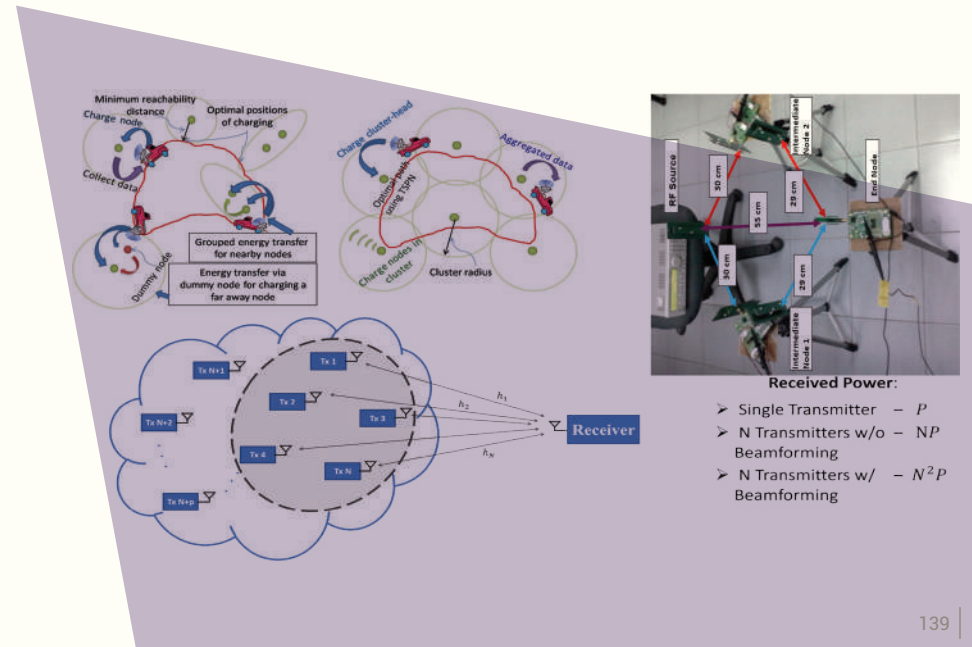 Minimum reachability
distance
Optimal positions
of charging
Charge node
Collect data
Dummy node
Grouped energy transfer
for nearby nodes
Energy transfer via
dummy node for charging a
far away node
Charge cluster-head
Aggregated data
Optimal path
using TSPN
Charge nodes in
cluster
Cluster radius
RF Source
Intermediate
Node 2
End Node
30 cm
29 cm
55 cm
30 cm
29 cm
Intermediate
Node 1
Tx N+1
Tx 1
Tx 2
Tx 3
Tx N+2
Tx 4
Tx N
Tx N+p
h₁
h₂
h_N
Receiver
Received Power:
➢ Single Transmitter – P
➢ N Transmitters w/o – NP
Beamforming
➢ N Transmitters w/ – N²P
Beamforming
139